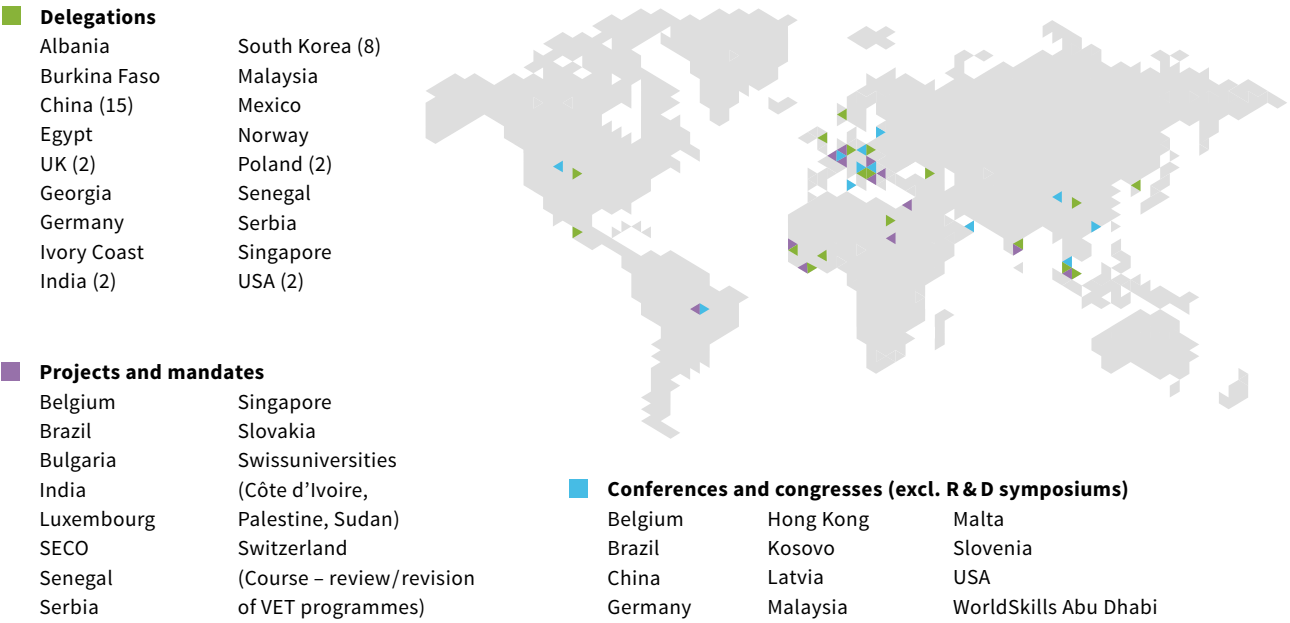 Delegations
Albania
Burkina Faso
China (15)
Egypt
UK (2)
Georgia
Germany
Ivory Coast
India (2)
South Korea (8)
Malaysia
Mexico
Norway
Poland (2)
Senegal
Serbia
Singapore
USA (2)
Projects and mandates
Belgium
Brazil
Bulgaria
India
Luxembourg
SECO
Senegal
Serbia
Singapore
Slovakia
Swissuniversities
(Côte d’Ivoire,
Palestine, Sudan)
Switzerland
(Course – review/revision
of VET programmes)
Conferences and congresses (excl. R & D symposiums)
Belgium
Brazil
China
Germany
Hong Kong
Kosovo
Latvia
Malaysia
Malta
Slovenia
USA
WorldSkills Abu Dhabi